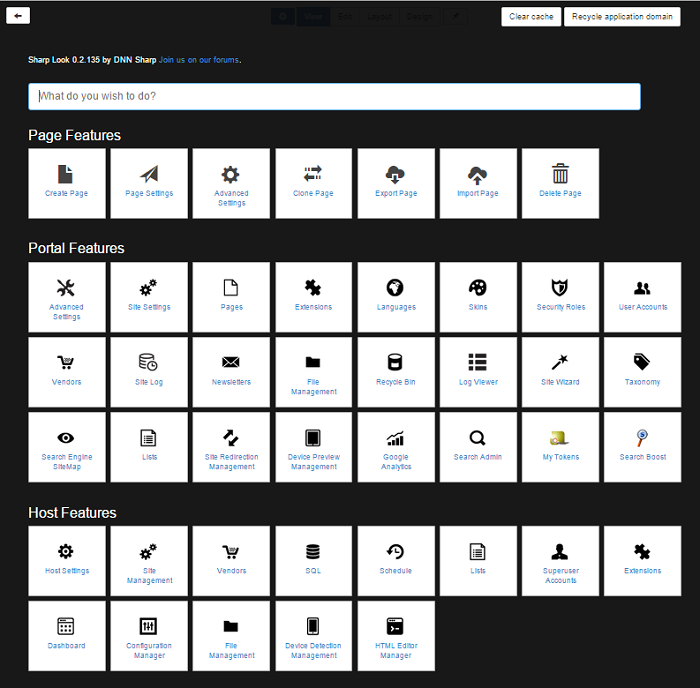 View Edit Layout Design
Clear cache
Recycle application domain
Sharp Look 0.2.135 by DNN Sharp Join us on our forums.
What do you wish to do?
Page Features
Create Page
Page Settings
Advanced
Settings
Clone Page
Export Page
Import Page
Delete Page
Portal Features
Advanced
Settings
Site Settings
Pages
Extensions
Languages
Skins
Security Roles
User Accounts
Vendors
Site Log
Newsletters
File
Management
Recycle Bin
Log Viewer
Site Wizard
Taxonomy
Search Engine
SiteMap
Lists
Site Redirection
Management
Device Preview
Management
Google
Analytics
Search Admin
My Tokens
Search Boost
Host Features
Host Settings
Site
Management
Vendors
SQL
Schedule
Lists
Superuser
Accounts
Extensions
Dashboard
Configuration
Manager
File
Management
Device Detection
Management
HTML Editor
Manager